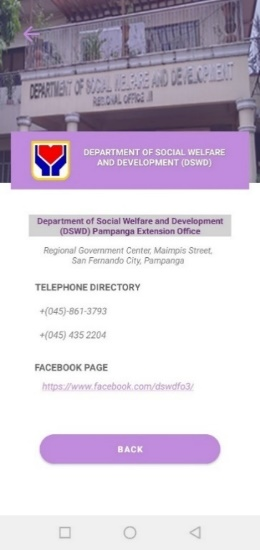 DEPARTMENT OF SOCIAL WELFARE AND DEVELOPMENT
REGIONAL OFFICE III
DEPARTMENT OF SOCIAL WELFARE
AND DEVELOPMENT (DSWD)
Department of Social Welfare and Development
(DSWD) Pampanga Extension Office
Regional Government Center, Maimpis Street,
San Fernando City, Pampanga
TELEPHONE DIRECTORY
+(045)-861-3793
+(045) 435 2204
FACEBOOK PAGE
https://www.facebook.com/dswdfo3/
BACK